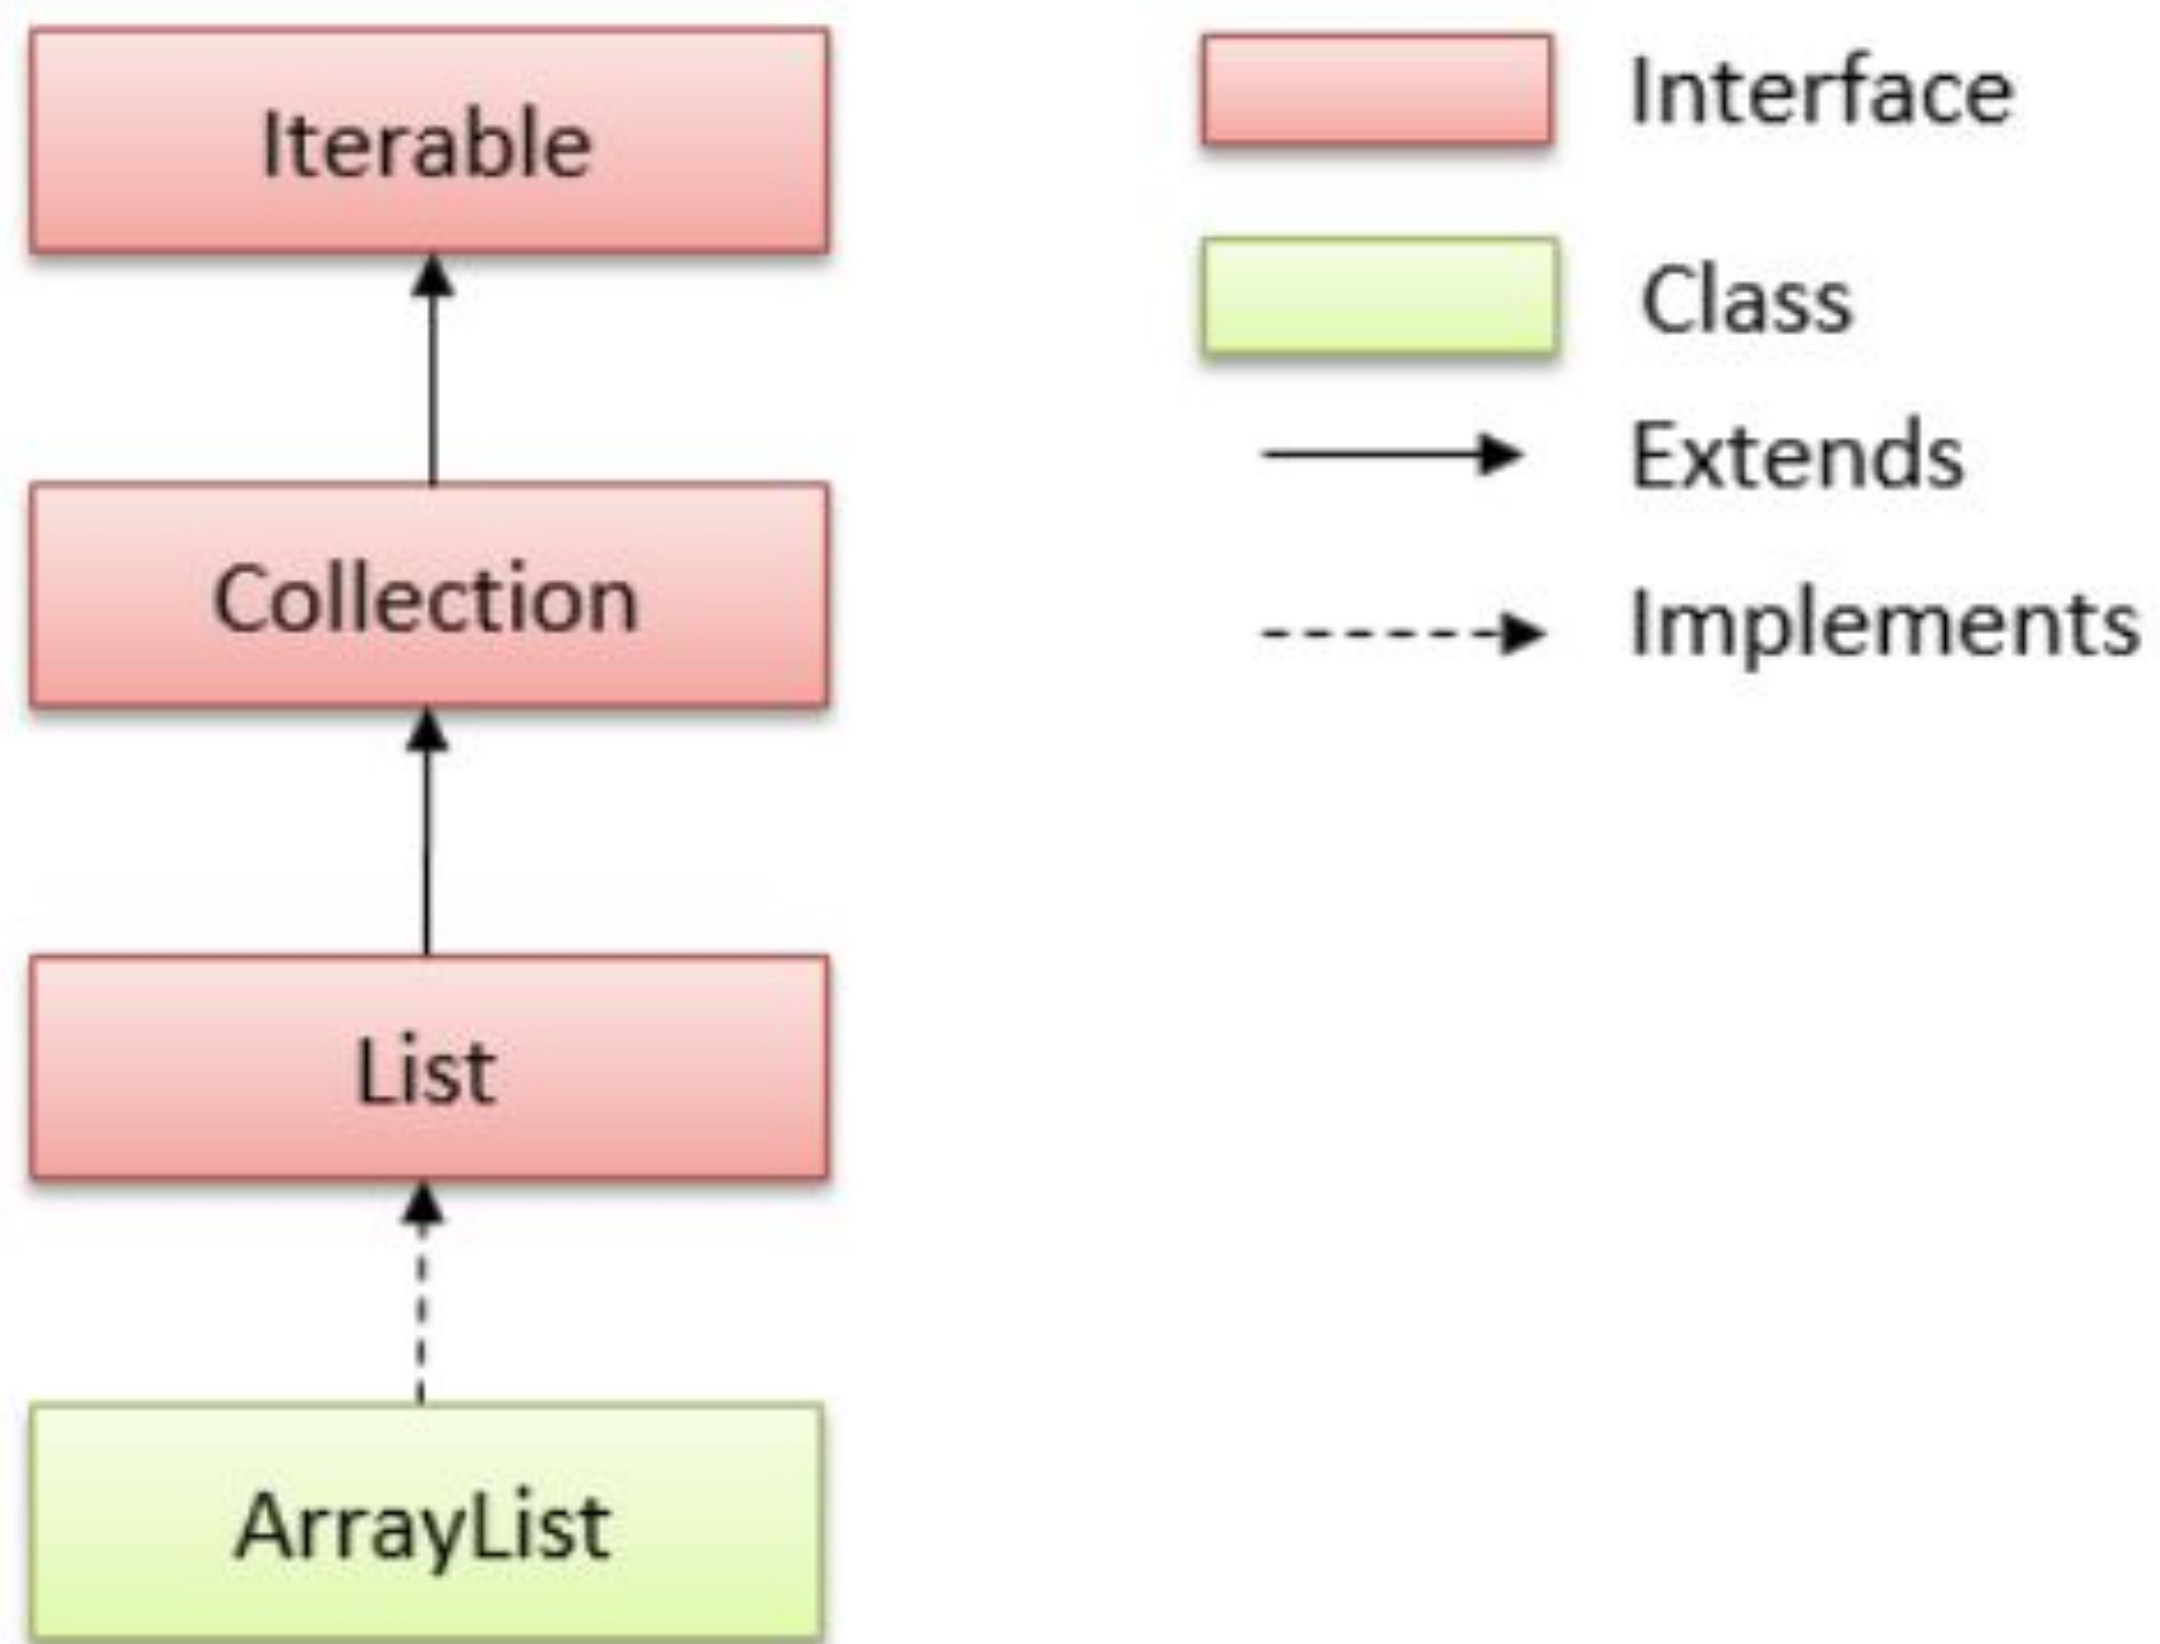 Iterable
Collection
List
ArrayList
Interface
Class
Extends
Implements